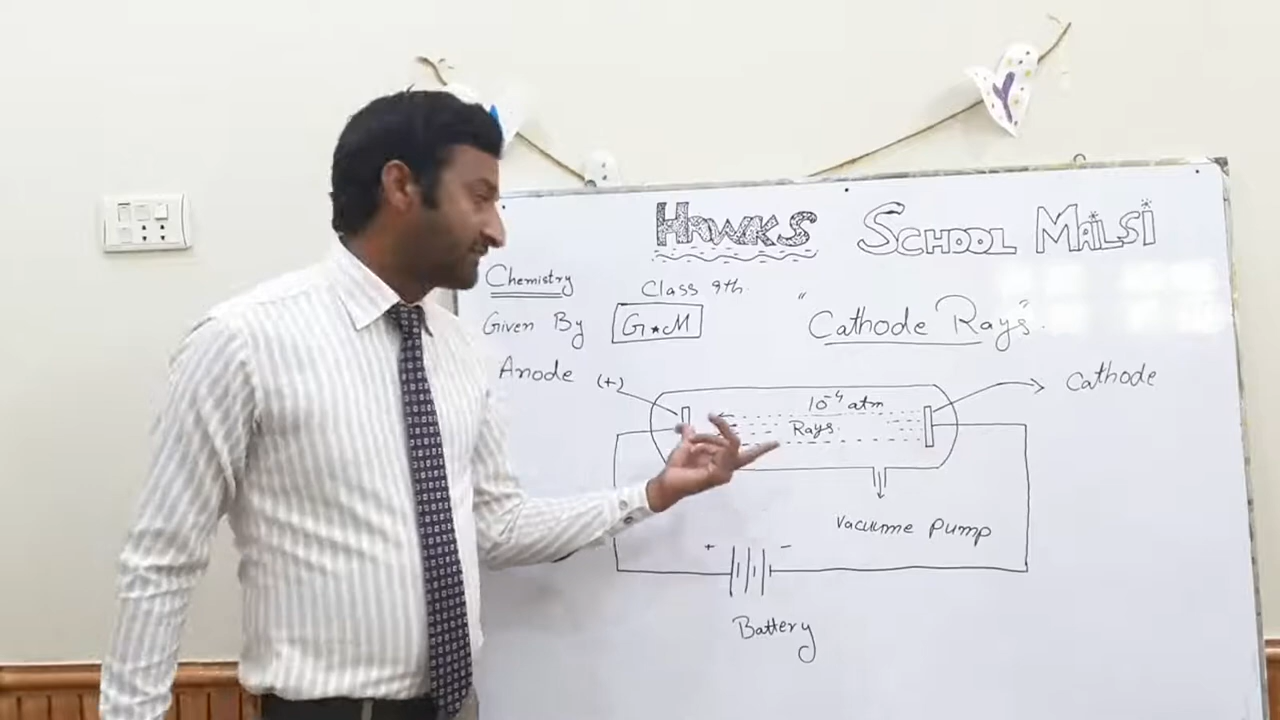 HAWKS SCHOOL MAILSI
Chemistry Class 9th.
Given By G★M "Cathode Rays".
Anode (+)
Cathode
10⁻⁴ atm
Rays.
Vacuume Pump
+ −
Battery